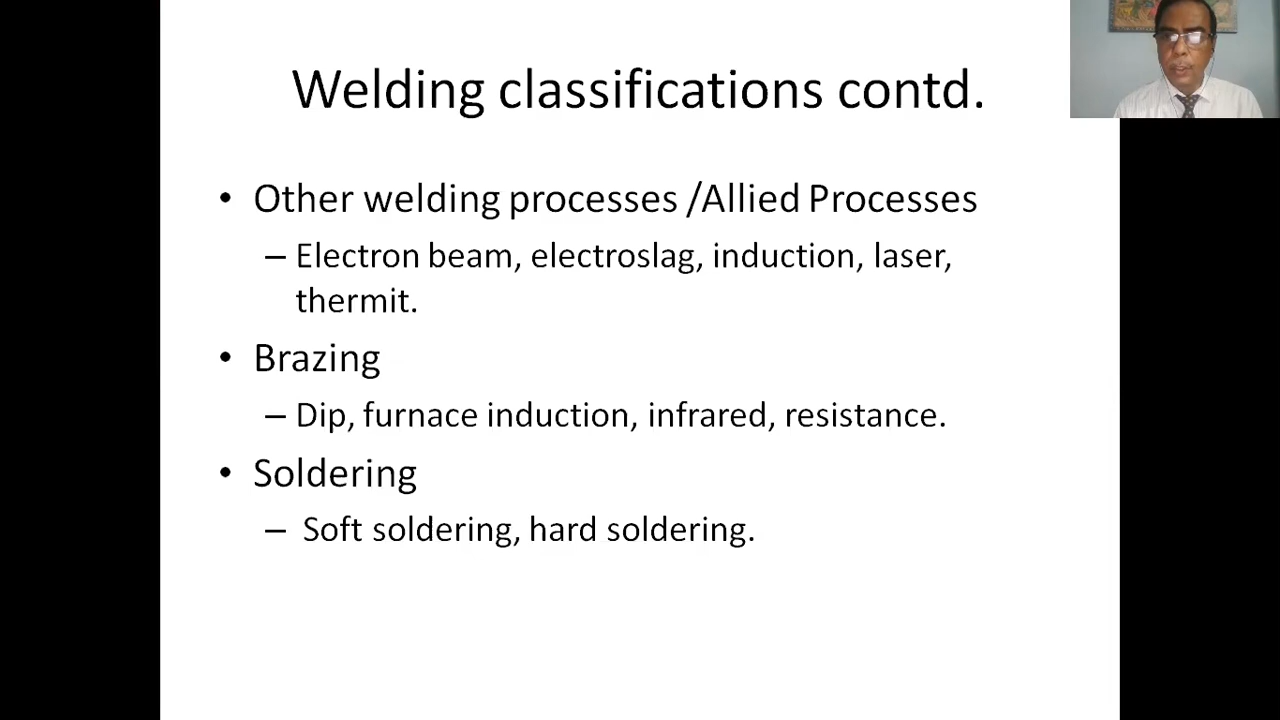 Welding classifications contd.
• Other welding processes /Allied Processes
– Electron beam, electroslag, induction, laser,
thermit.
• Brazing
– Dip, furnace induction, infrared, resistance.
• Soldering
– Soft soldering, hard soldering.